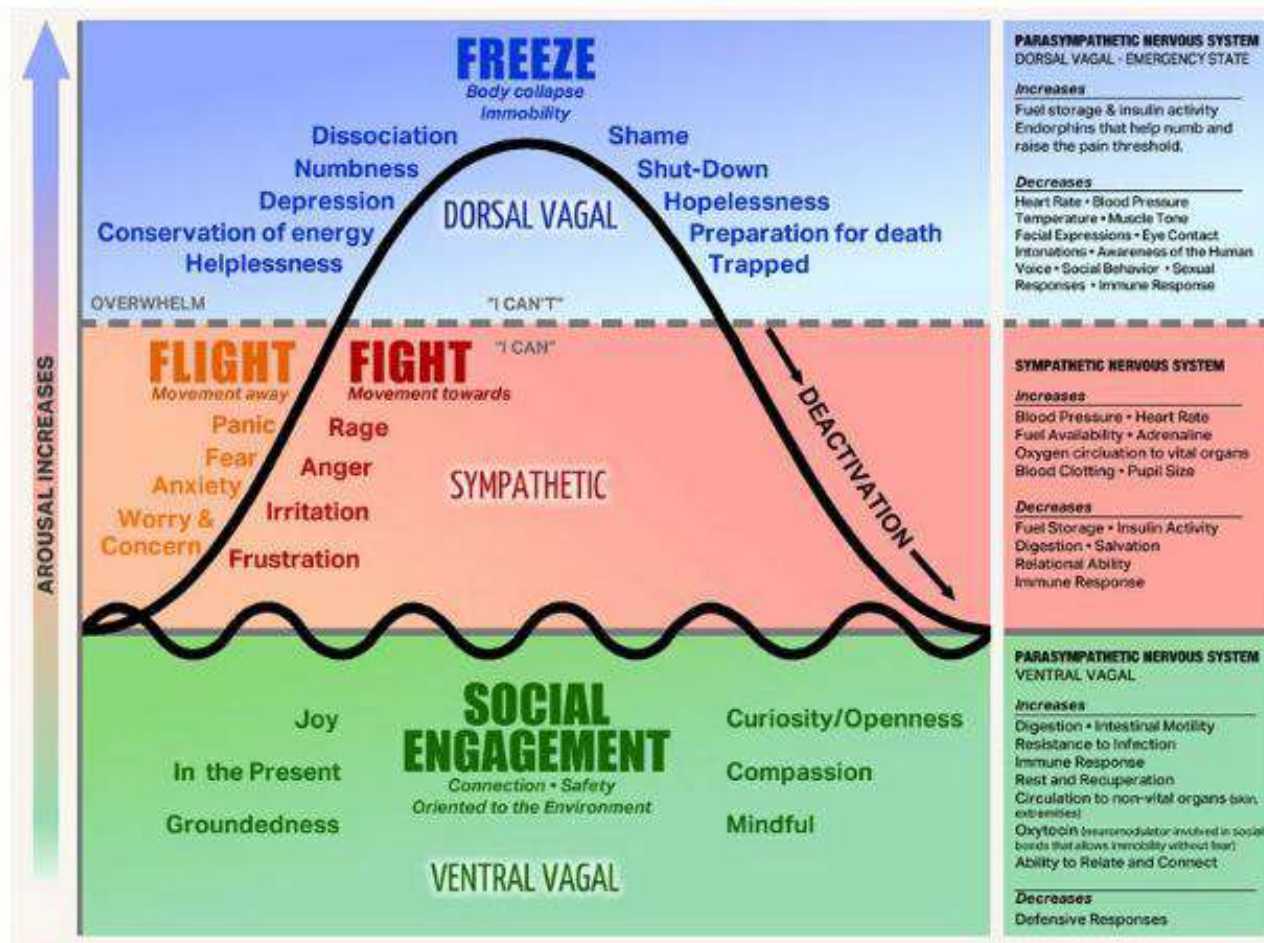 FREEZE
Body collapse
Immobility
Dissociation
Numbness
Depression
Conservation of energy
Helplessness
Shame
Shut-Down
Hopelessness
Preparation for death
Trapped
DORSAL VAGAL
OVERWHELM
"I CAN'T"
"I CAN"
FLIGHT
Movement away
Panic
Fear
Anxiety
Worry &
Concern
FIGHT
Movement towards
Rage
Anger
Irritation
Frustration
SYMPATHETIC
DEACTIVATION
AROUSAL INCREASES
SOCIAL
ENGAGEMENT
Connection • Safety
Oriented to the Environment
Joy
In the Present
Groundedness
Curiosity/Openness
Compassion
Mindful
VENTRAL VAGAL
PARASYMPATHETIC NERVOUS SYSTEM
DORSAL VAGAL - EMERGENCY STATE
Increases
Fuel storage & insulin activity
Endorphins that help numb and
raise the pain threshold.
Decreases
Heart Rate • Blood Pressure
Temperature • Muscle Tone
Facial Expressions • Eye Contact
Intonations • Awareness of the Human
Voice • Social Behavior • Sexual
Responses • Immune Response
SYMPATHETIC NERVOUS SYSTEM
Increases
Blood Pressure • Heart Rate
Fuel Availability • Adrenaline
Oxygen circluation to vital organs
Blood Clotting • Pupil Size
Decreases
Fuel Storage • Insulin Activity
Digestion • Salvation
Relational Ability
Immune Response
PARASYMPATHETIC NERVOUS SYSTEM
VENTRAL VAGAL
Increases
Digestion • Intestinal Motility
Resistance to Infection
Immune Response
Rest and Recuperation
Circulation to non-vital organs (skin,
extremities)
Oxytocin (neuromodulator involved in social
bonds that allows immobility without fear)
Ability to Relate and Connect
Decreases
Defensive Responses